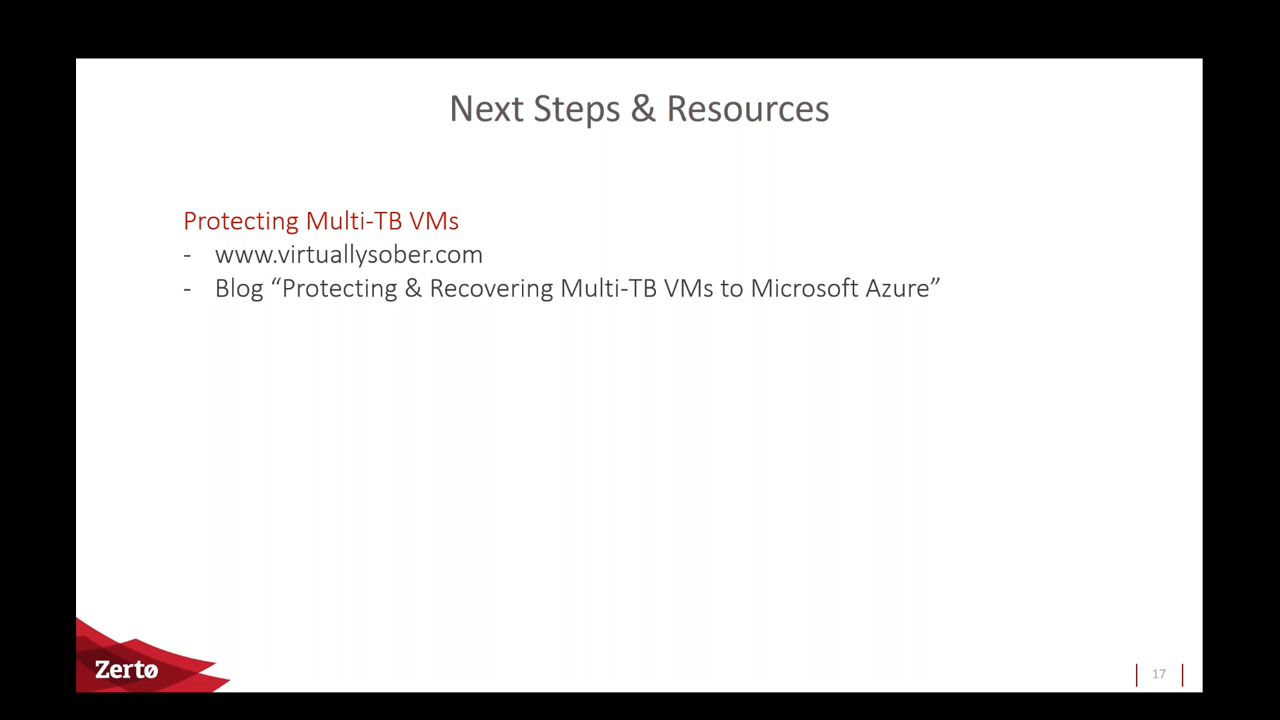 Next Steps & Resources
Protecting Multi-TB VMs
- www.virtuallysober.com
- Blog “Protecting & Recovering Multi-TB VMs to Microsoft Azure”
Zerto
17